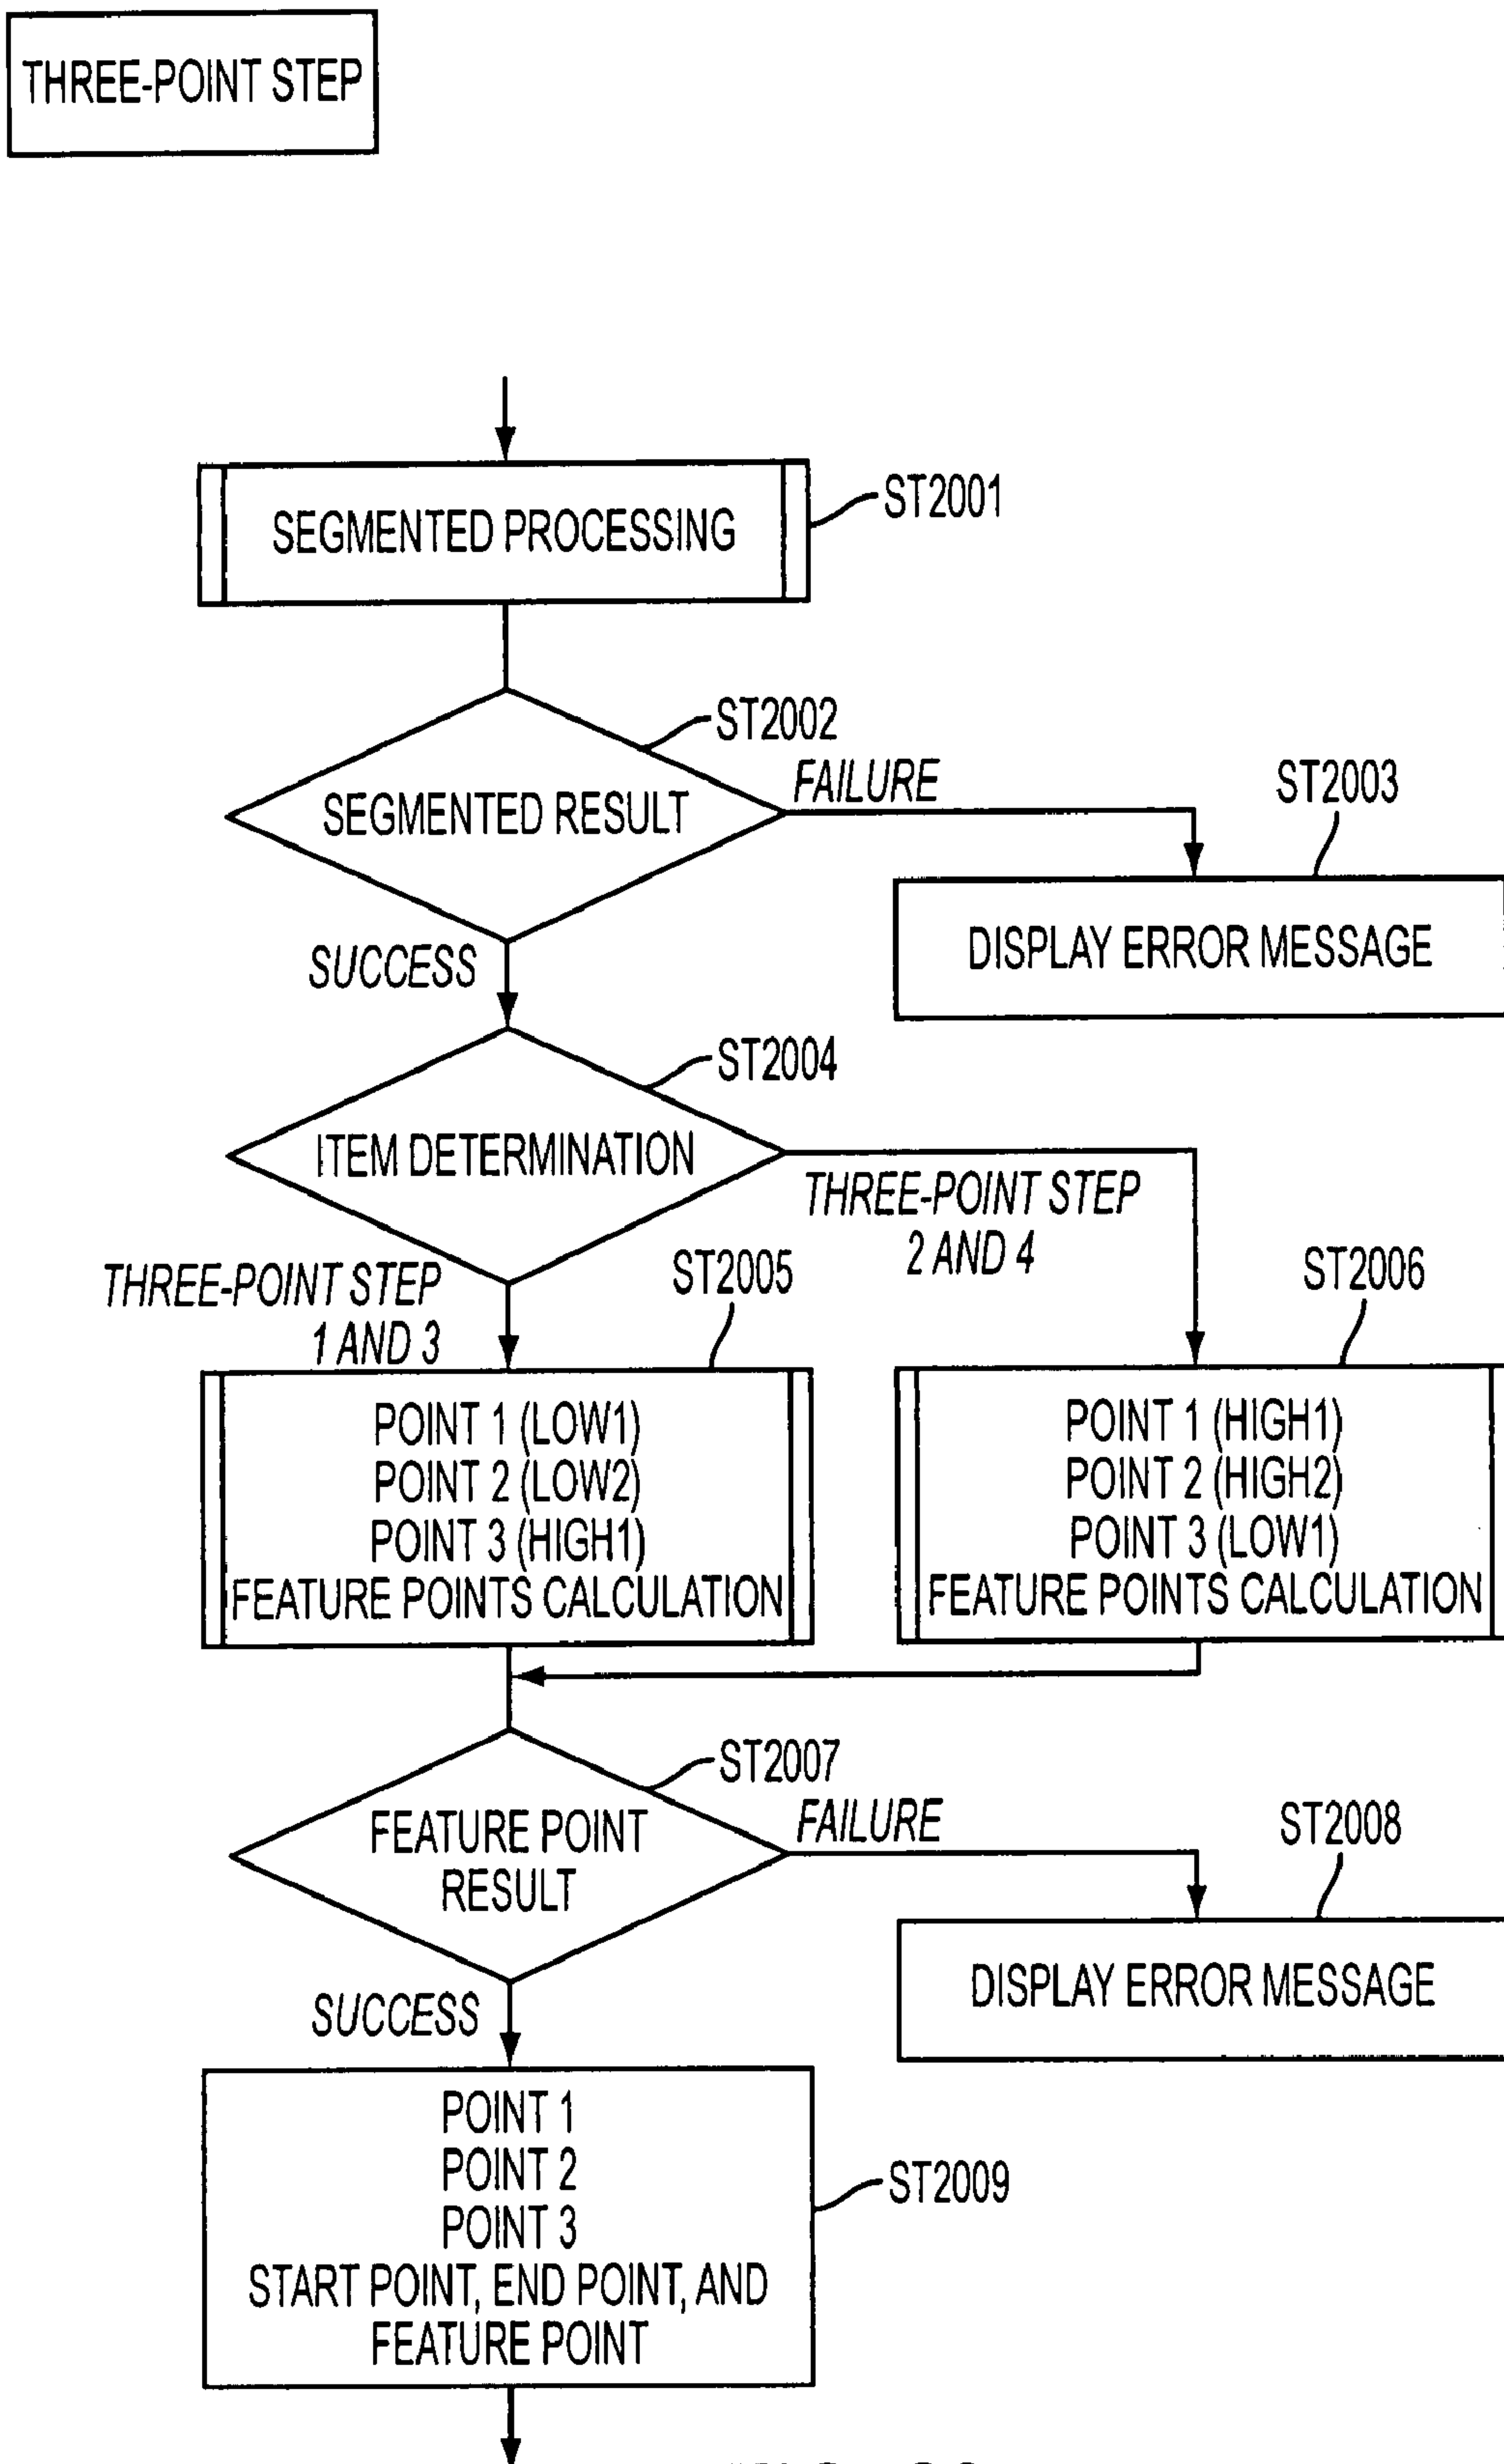 THREE-POINT STEP
SEGMENTED PROCESSING
ST2001
ST2002
SEGMENTED RESULT
FAILURE
ST2003
DISPLAY ERROR MESSAGE
SUCCESS
ST2004
ITEM DETERMINATION
THREE-POINT STEP
2 AND 4
THREE-POINT STEP
1 AND 3
ST2005
ST2006
POINT 1 (LOW1)
POINT 2 (LOW2)
POINT 3 (HIGH1)
FEATURE POINTS CALCULATION
POINT 1 (HIGH1)
POINT 2 (HIGH2)
POINT 3 (LOW1)
FEATURE POINTS CALCULATION
ST2007
FEATURE POINT
RESULT
FAILURE
ST2008
DISPLAY ERROR MESSAGE
SUCCESS
POINT 1
POINT 2
POINT 3
START POINT, END POINT, AND
FEATURE POINT
ST2009